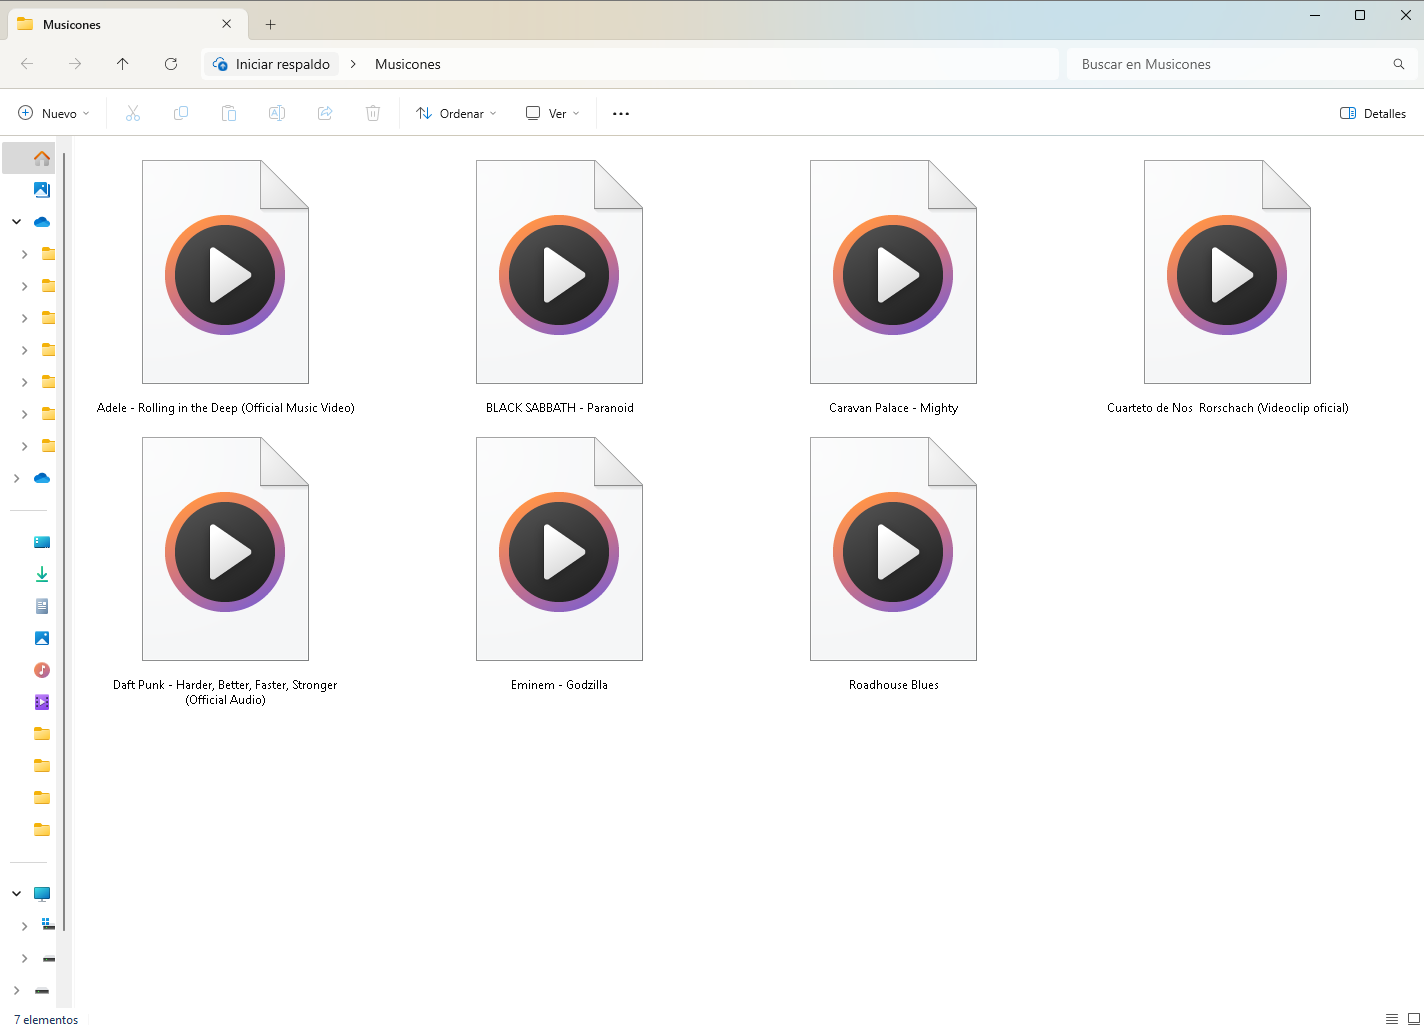 Musicones
Iniciar respaldo > Musicones
Buscar en Musicones
Nuevo
Ordenar
Ver
Detalles
Adele - Rolling in the Deep (Official Music Video)
BLACK SABBATH - Paranoid
Caravan Palace - Mighty
Cuarteto de Nos  Rorschach (Videoclip oficial)
Daft Punk - Harder, Better, Faster, Stronger
(Official Audio)
Eminem - Godzilla
Roadhouse Blues
7 elementos